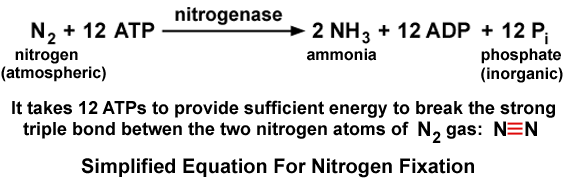 nitrogenase
N₂ + 12 ATP ⟶ 2 NH₃ + 12 ADP + 12 Pᵢ
nitrogen ammonia phosphate
(atmospheric) (inorganic)
It takes 12 ATPs to provide sufficient energy to break the strong
triple bond betwen the two nitrogen atoms of N₂ gas: N≡N
Simplified Equation For Nitrogen Fixation